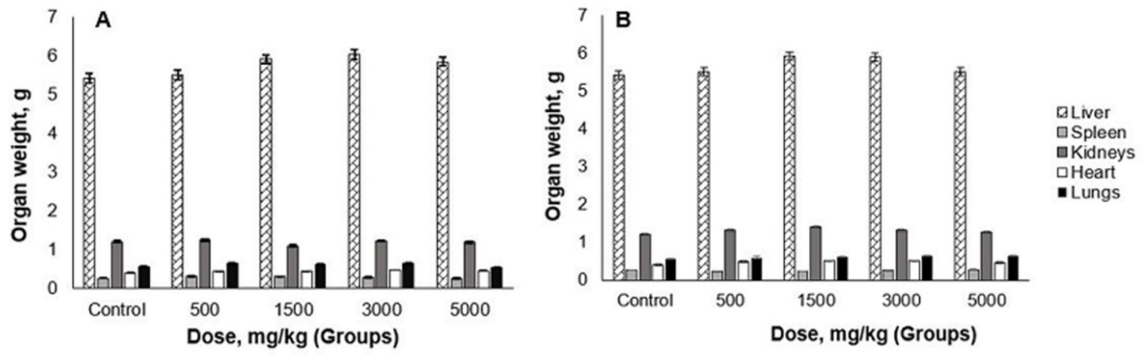 A
Organ weight, g
7
6
5
4
3
2
1
0
Control 500 1500 3000 5000
Dose, mg/kg (Groups)
B
Organ weight, g
7
6
5
4
3
2
1
0
Control 500 1500 3000 5000
Dose, mg/kg (Groups)
Liver
Spleen
Kidneys
Heart
Lungs